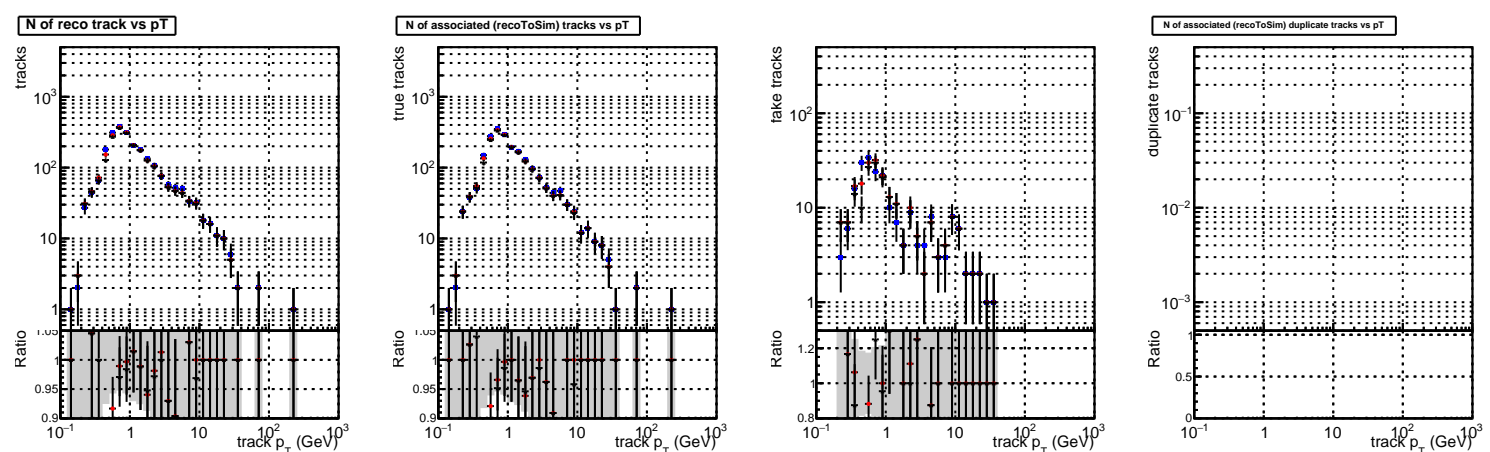 N of reco track vs pT
tracks
10³
10²
10
1
Ratio
1.05
1
0.95
0.9
10⁻¹ 1 10 10² 10³
track p_T (GeV)
N of associated (recoToSim) tracks vs pT
true tracks
10³
10²
10
1
Ratio
1.05
1
0.95
0.9
10⁻¹ 1 10 10² 10³
track p_T (GeV)
fake tracks
10²
10
1
Ratio
1.2
1
0.8
10⁻¹ 1 10 10² 10³
track p_T (GeV)
N of associated (recoToSim) duplicate tracks vs pT
duplicate tracks
10⁻¹
10⁻²
10⁻³
Ratio
1
0.5
0
10⁻¹ 1 10 10² 10³
track p_T (GeV)